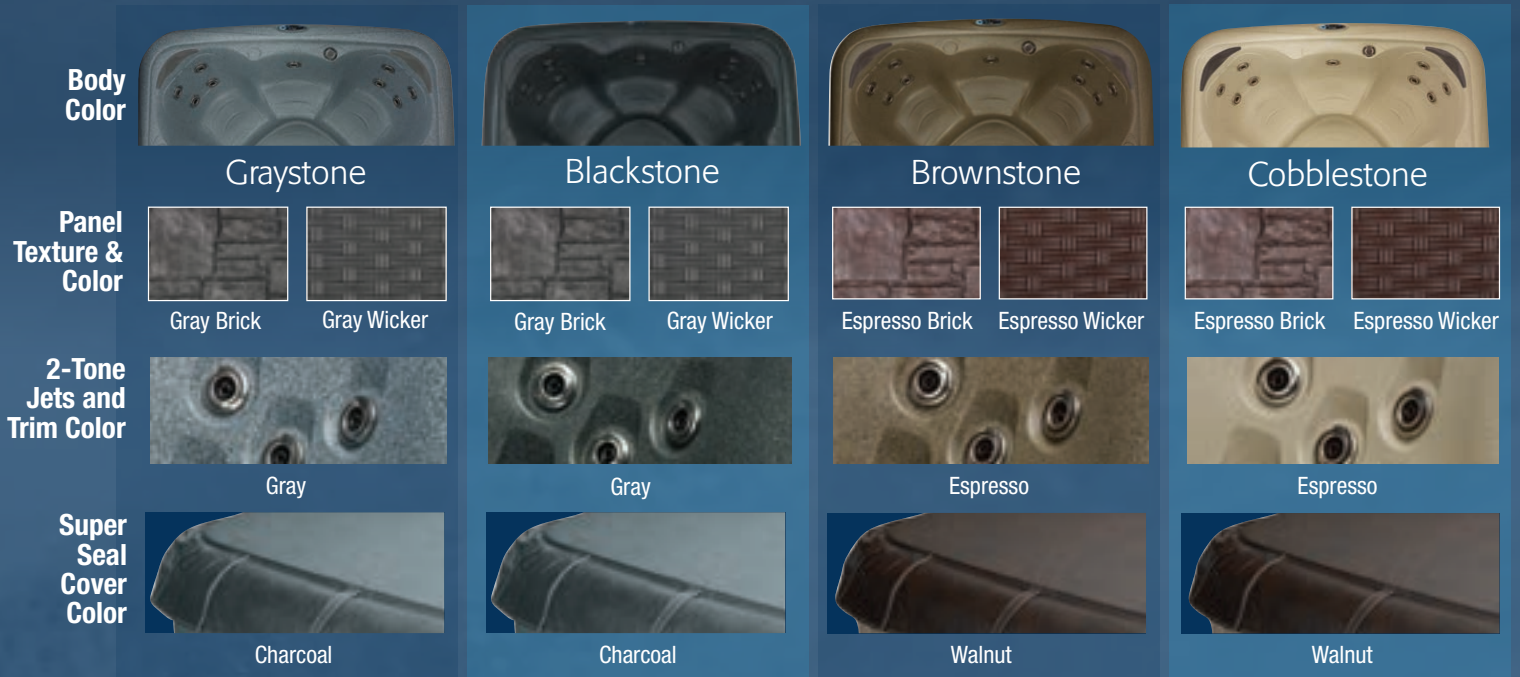 Body
Color
Graystone
Blackstone
Brownstone
Cobblestone
Panel
Texture &
Color
Gray Brick
Gray Wicker
Gray Brick
Gray Wicker
Espresso Brick
Espresso Wicker
Espresso Brick
Espresso Wicker
2-Tone
Jets and
Trim Color
Gray
Gray
Espresso
Espresso
Super
Seal
Cover
Color
Charcoal
Charcoal
Walnut
Walnut